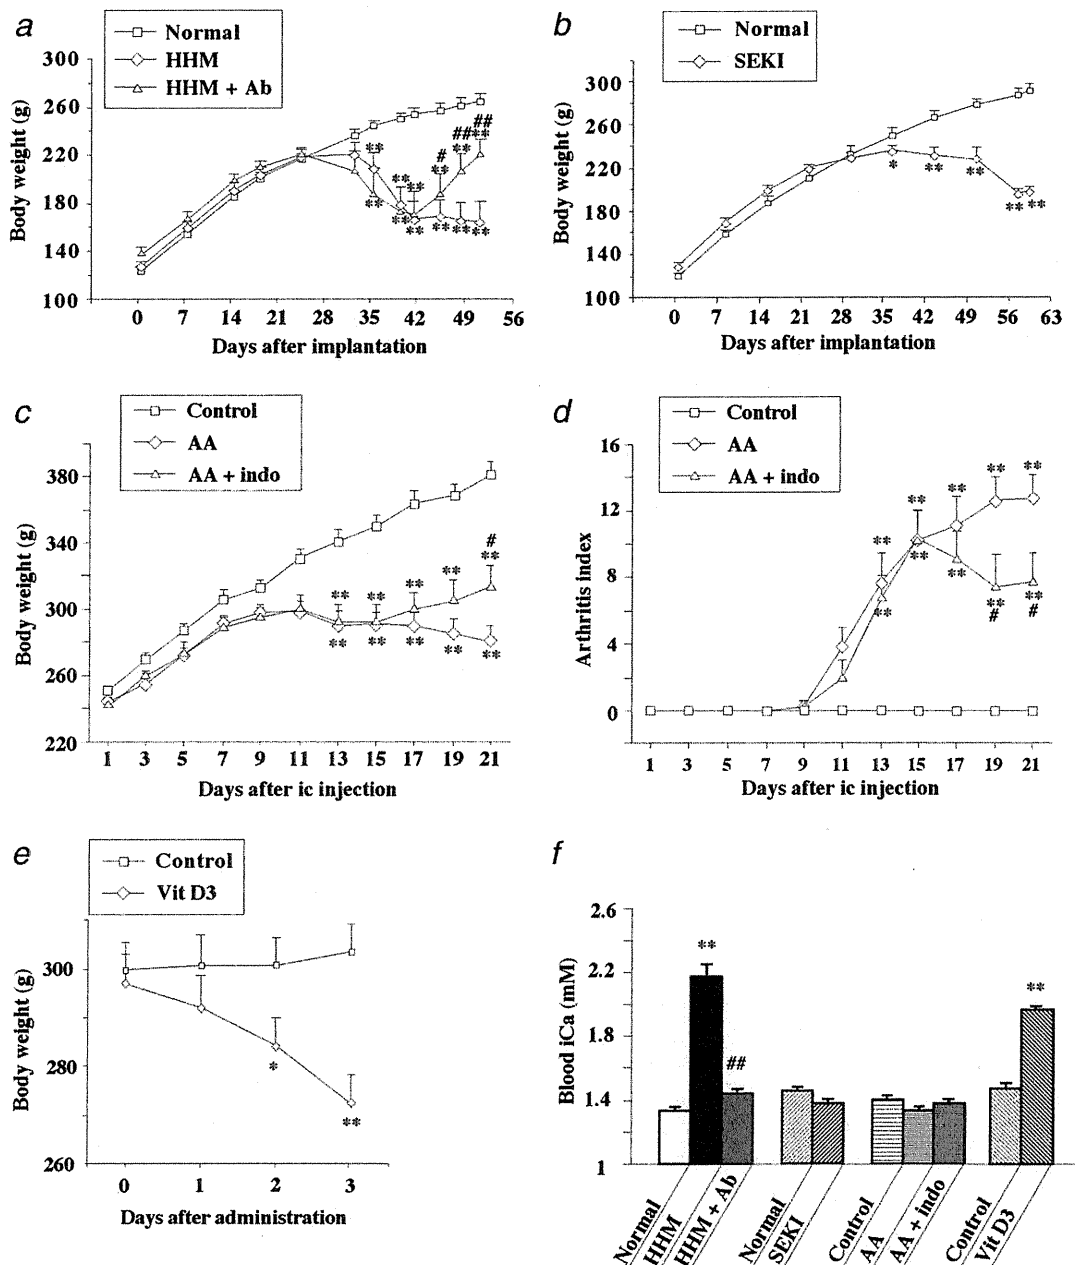 a
Normal
HHM
HHM + Ab
Body weight (g)
300
260
220
180
140
100
** ** ** # ## ##
** ** ** **
** ** ** ** ** **
0 7 14 21 28 35 42 49 56
Days after implantation
b
Normal
SEKI
Body weight (g)
300
260
220
180
140
100
* ** ** ** **
0 7 14 21 28 35 42 49 56 63
Days after implantation
c
Control
AA
AA + indo
Body weight (g)
380
340
300
260
220
#
** ** ** ** **
** ** ** ** **
1 3 5 7 9 11 13 15 17 19 21
Days after ic injection
d
Control
AA
AA + indo
Arthritis index
16
12
8
4
0
** ** ** ** **
** ** ** ** **
# #
1 3 5 7 9 11 13 15 17 19 21
Days after ic injection
e
Control
Vit D3
Body weight (g)
300
280
260
* **
0 1 2 3
Days after administration
f
Blood iCa (mM)
2.6
2.2
1.8
1.4
1
** ## **
Normal
HHM
HHM + Ab
Normal
SEKI
Control
AA
AA + indo
Control
Vit D3